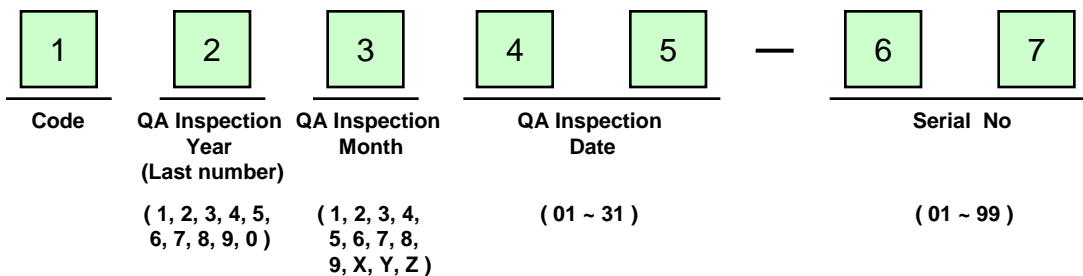 1 2 3 4 5 — 6 7
Code
QA Inspection
Year
(Last number)
QA Inspection
Month
QA Inspection
Date
Serial No
( 1, 2, 3, 4, 5,
6, 7, 8, 9, 0 )
( 1, 2, 3, 4,
5, 6, 7, 8,
9, X, Y, Z )
( 01 ~ 31 )
( 01 ~ 99 )